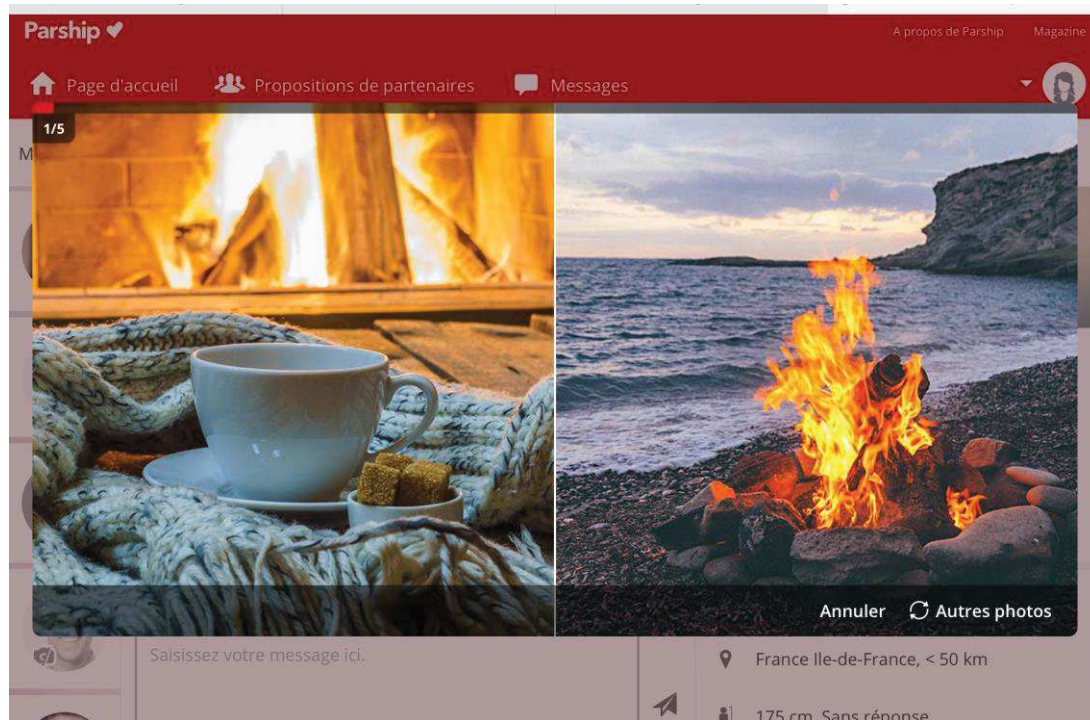 Parship
A propos de Parship Magazine
Page d'accueil Propositions de partenaires Messages
1/5
M
Annuler Autres photos
Saisissez votre message ici.
France Ile-de-France, < 50 km
175 cm, Sans réponse